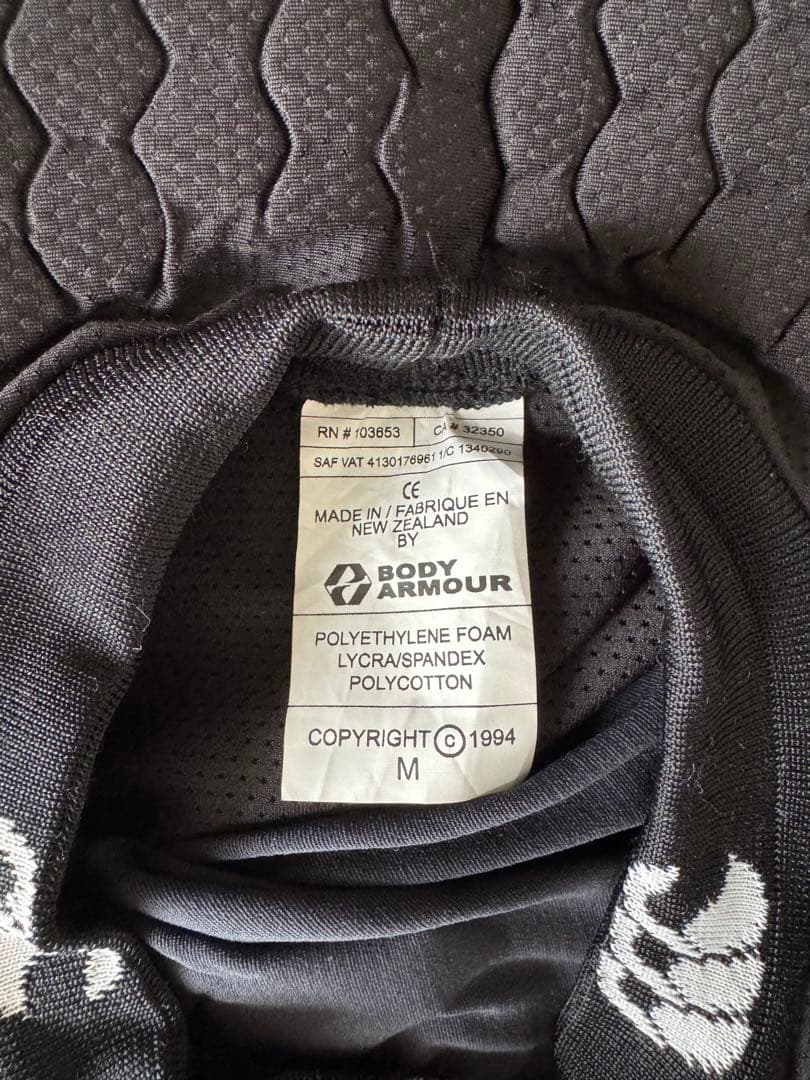 RN # 103653 CA # 32350
SAF VAT 4130176961 1/C 1340290
CE
MADE IN / FABRIQUE EN
NEW ZEALAND
BY
BODY
ARMOUR
POLYETHYLENE FOAM
LYCRA/SPANDEX
POLYCOTTON
COPYRIGHT © 1994
M